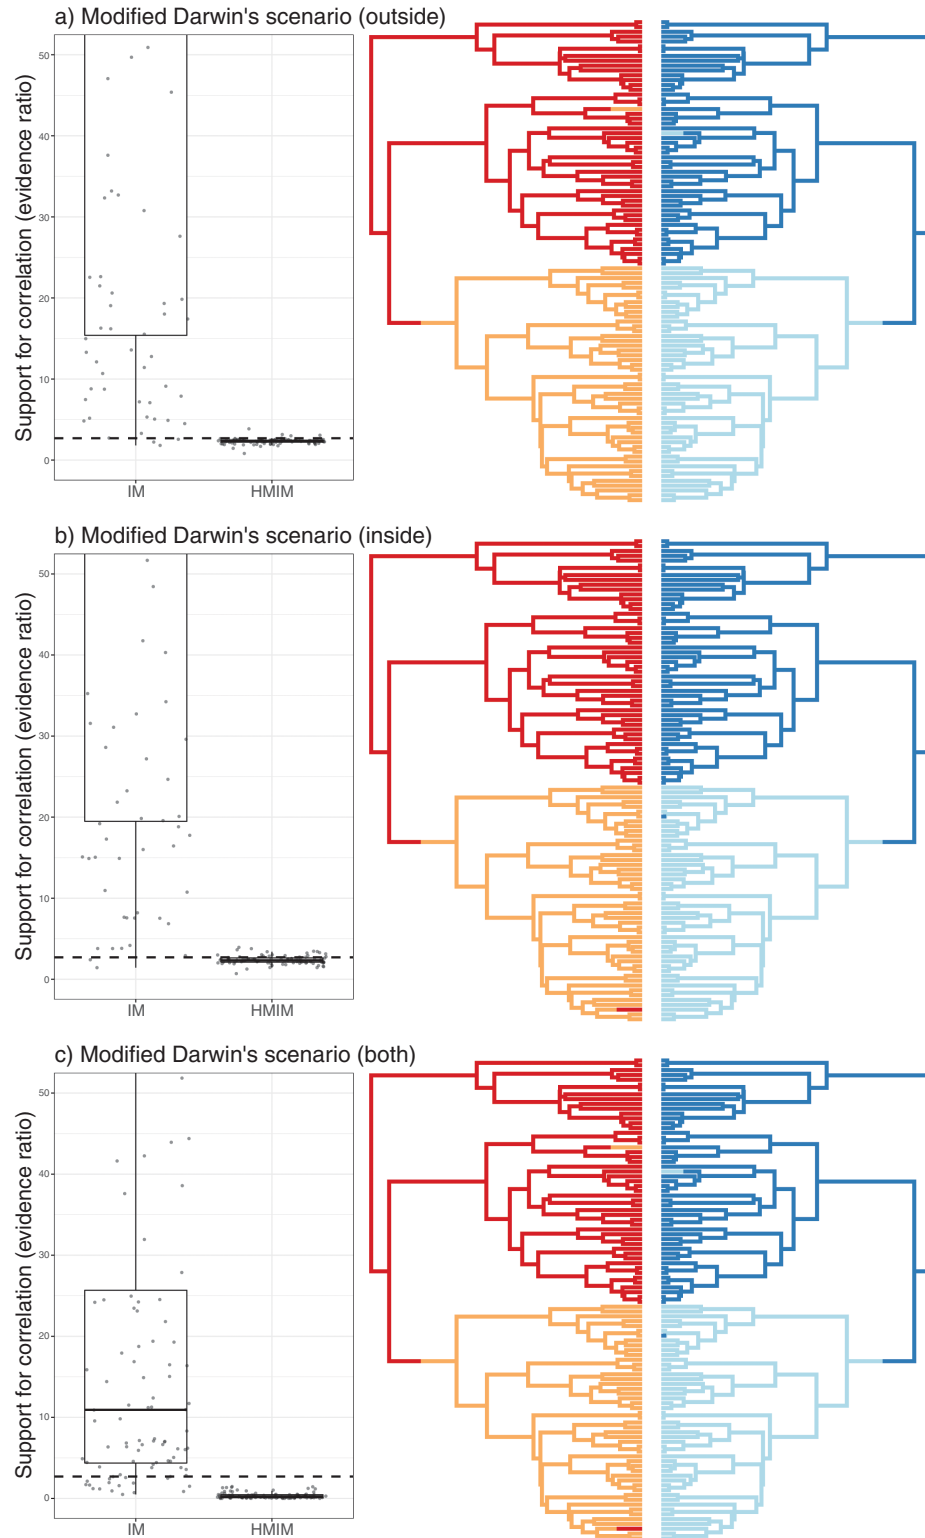 a) Modified Darwin's scenario (outside)
Support for correlation (evidence ratio)
50
40
30
20
10
0
IM
HMIM
b) Modified Darwin's scenario (inside)
Support for correlation (evidence ratio)
50
40
30
20
10
0
IM
HMIM
c) Modified Darwin's scenario (both)
Support for correlation (evidence ratio)
50
40
30
20
10
0
IM
HMIM